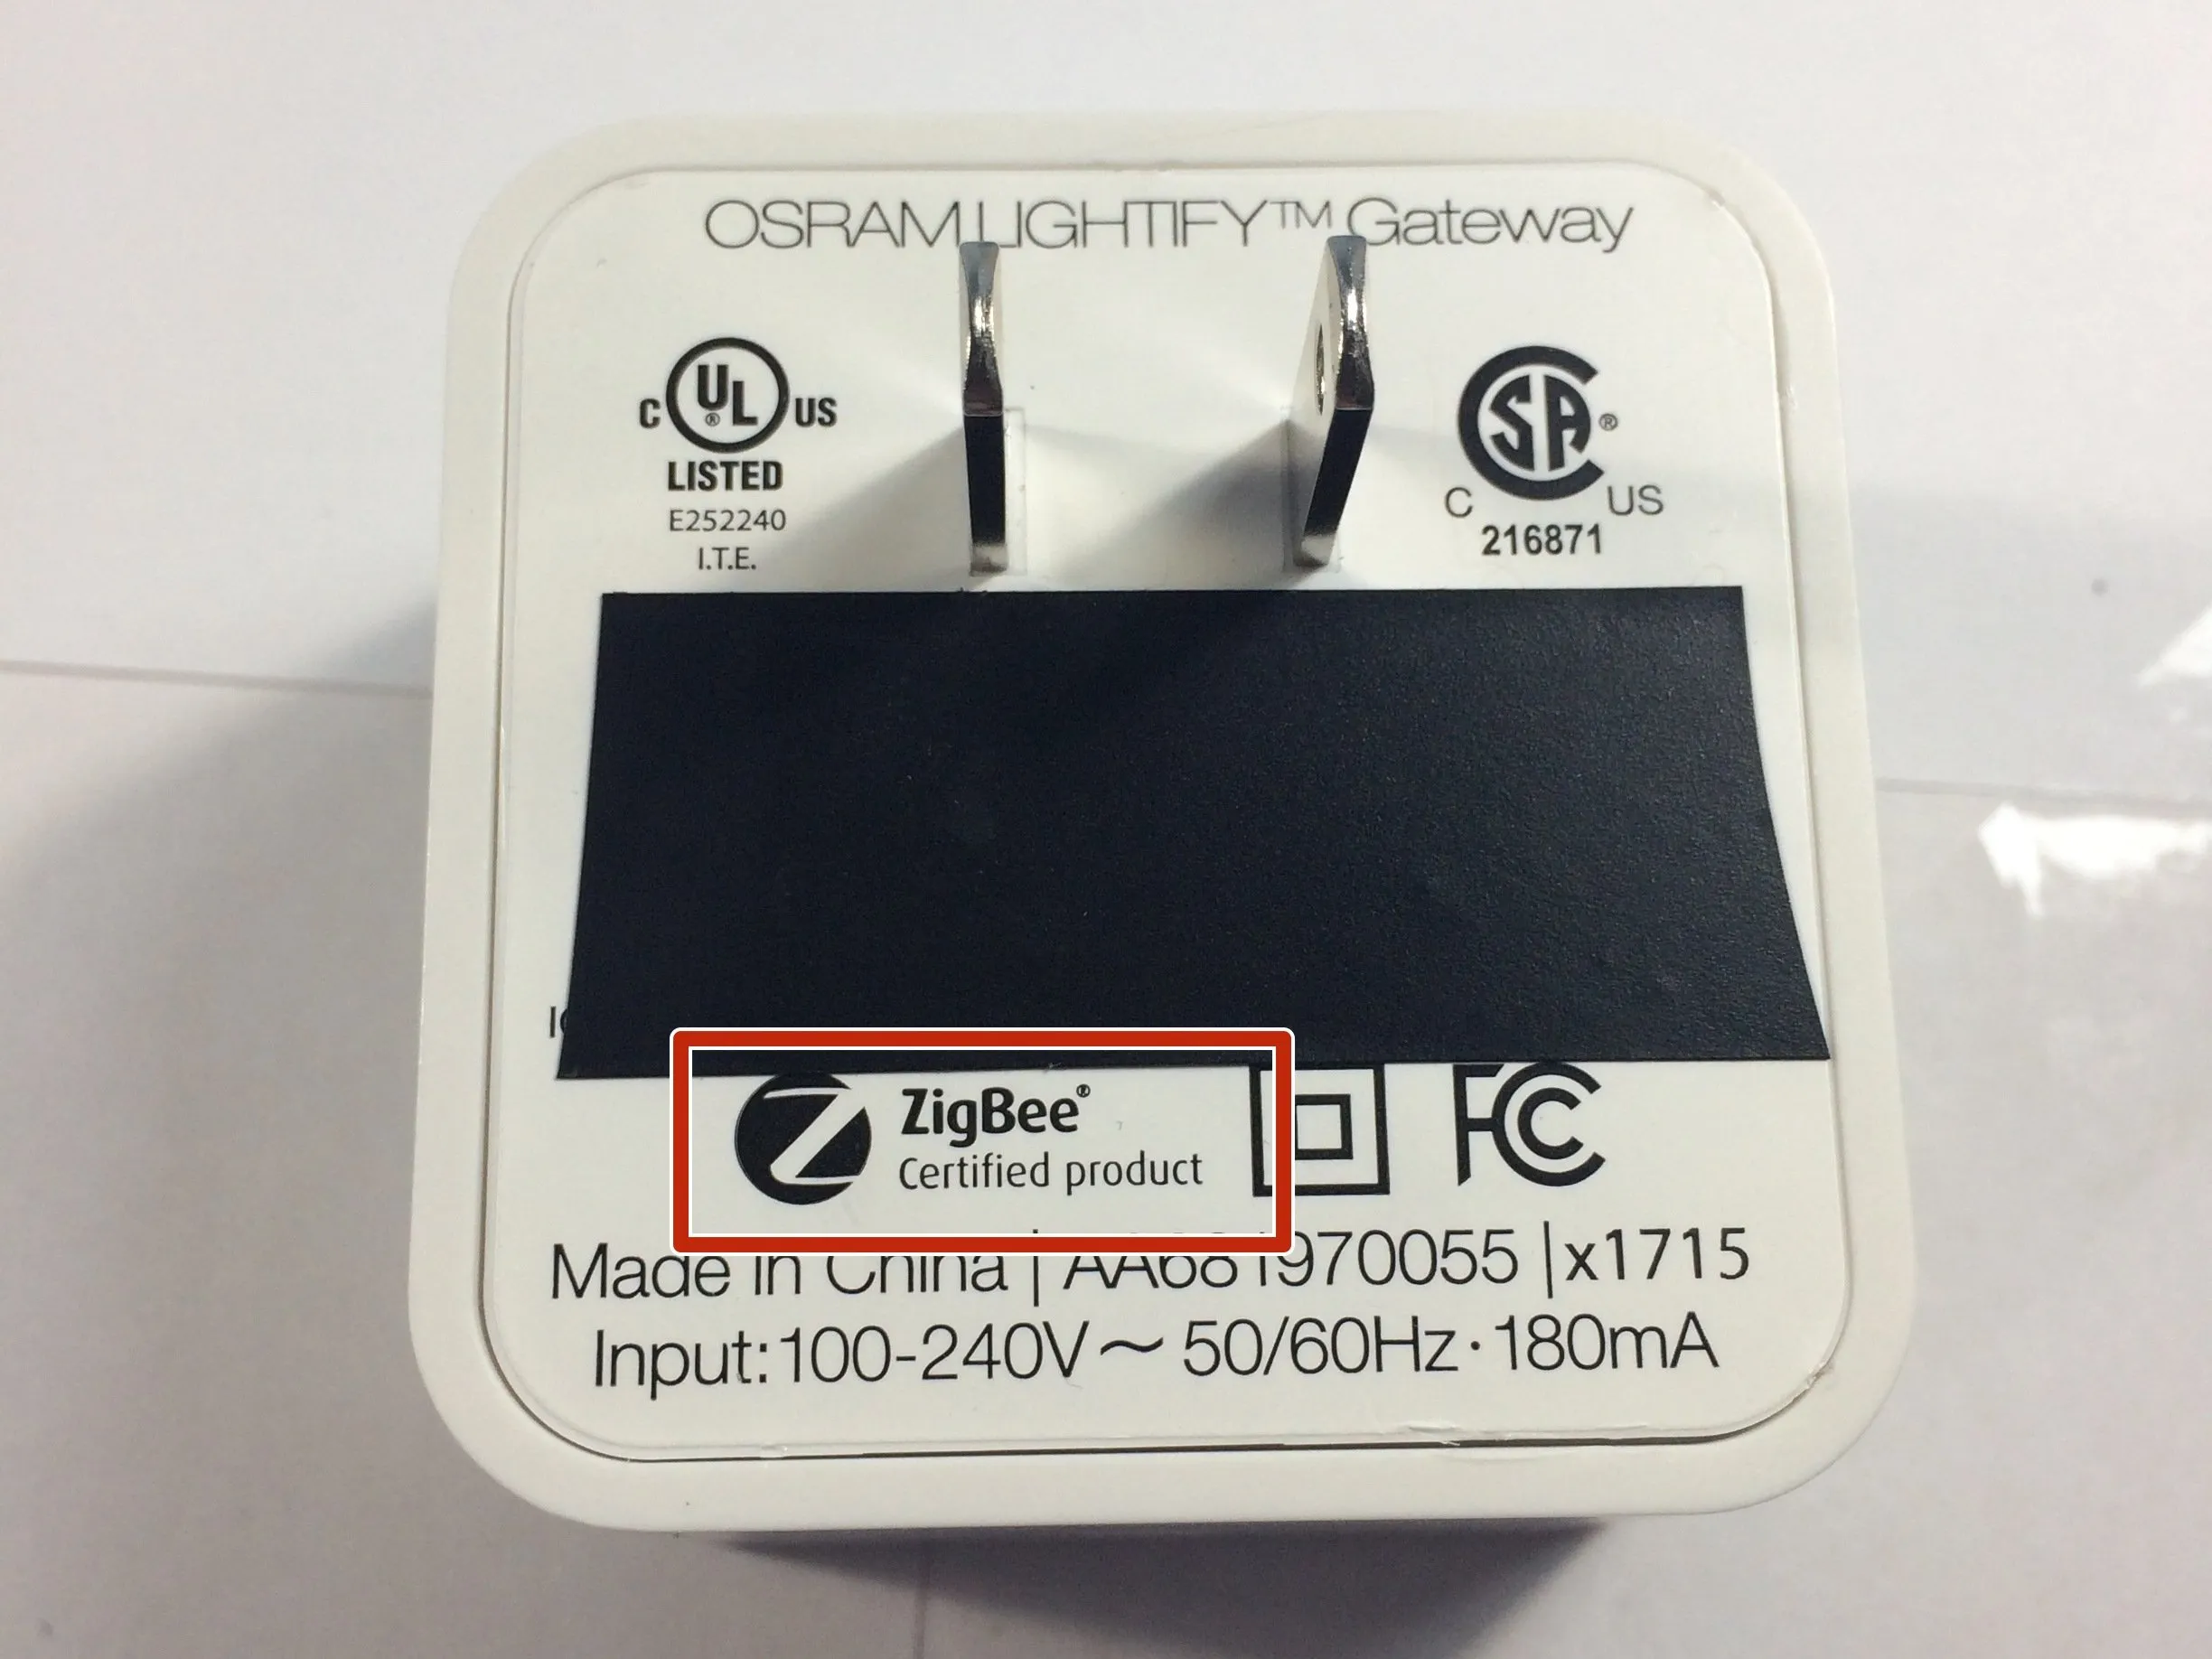 OSRAM LIGHTIFY™ Gateway
C UL® US
LISTED
E252240
I.T.E.
CSA®
C US
216871
ZigBee®
Certified product
FC
Made in China | AA681970055 | x1715
Input: 100-240V ~ 50/60Hz · 180mA